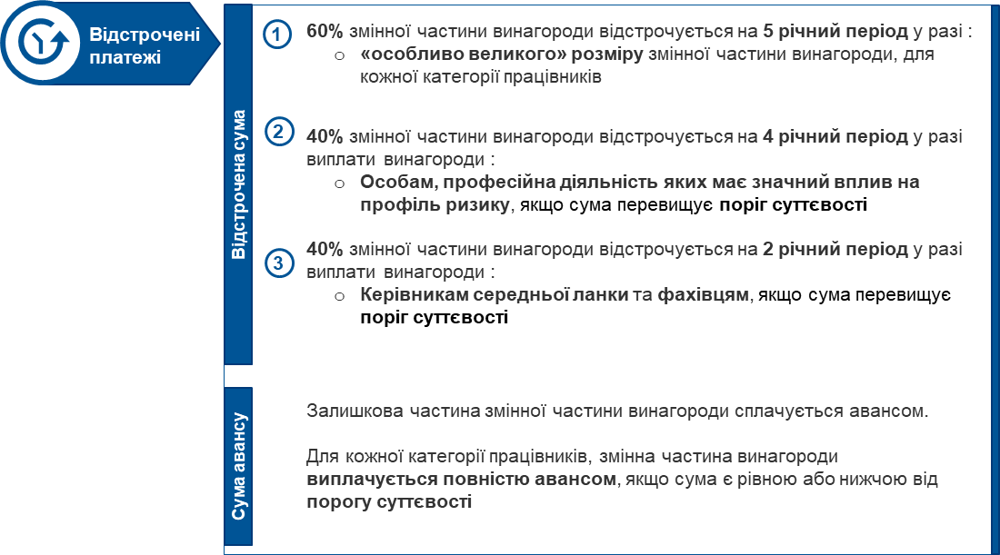 Відстрочені
платежі
Відстрочена сума
1
60% змінної частини винагороди відстрочується на 5 річний період у разі :
o «особливо великого» розміру змінної частини винагороди, для
кожної категорії працівників
2
40% змінної частини винагороди відстрочується на 4 річний період у разі
виплати винагороди :
o Особам, професійна діяльність яких має значний вплив на
профіль ризику, якщо сума перевищує поріг суттєвості
3
40% змінної частини винагороди відстрочується на 2 річний період у разі
виплати винагороди :
o Керівникам середньої ланки та фахівцям, якщо сума перевищує
поріг суттєвості
Сума авансу
Залишкова частина змінної частини винагороди сплачується авансом.
Для кожної категорії працівників, змінна частина винагороди
виплачується повністю авансом, якщо сума є рівною або нижчою від
порогу суттєвості